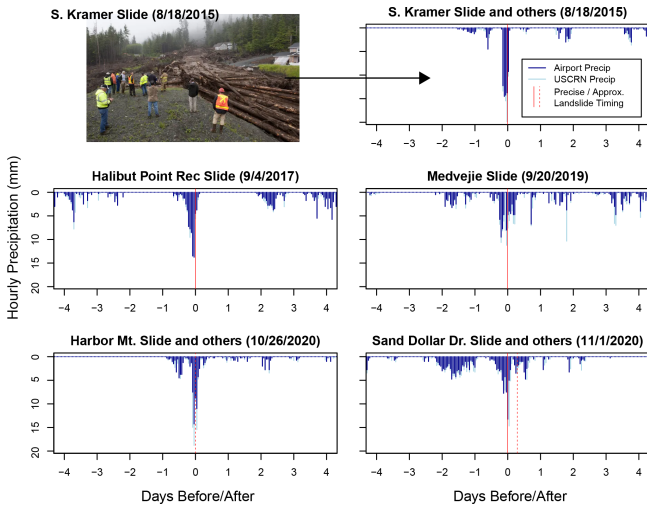 S. Kramer Slide (8/18/2015)
S. Kramer Slide and others (8/18/2015)
Airport Precip
USCRN Precip
Precise / Approx.
Landslide Timing
−4 −3 −2 −1 0 1 2 3 4
Halibut Point Rec Slide (9/4/2017)
Medvejie Slide (9/20/2019)
Hourly Precipitation (mm)
0
5
10
15
20
−4 −3 −2 −1 0 1 2 3 4
−4 −3 −2 −1 0 1 2 3 4
Harbor Mt. Slide and others (10/26/2020)
Sand Dollar Dr. Slide and others (11/1/2020)
0
5
10
15
20
−4 −3 −2 −1 0 1 2 3 4
−4 −3 −2 −1 0 1 2 3 4
Days Before/After
Days Before/After